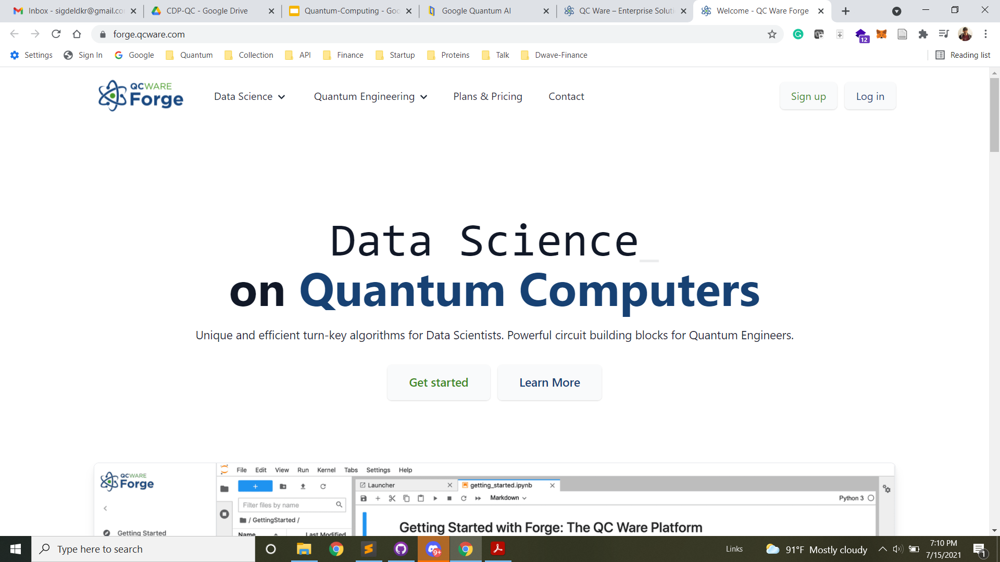 Inbox - sigdeldkr@gmail.co
CDP-QC - Google Drive
Quantum-Computing - Goo
Google Quantum AI
QC Ware – Enterprise Soluti
Welcome - QC Ware Forge
forge.qcware.com
12
Settings
Sign In
Google
Quantum
Collection
API
Finance
Startup
Proteins
Talk
Dwave-Finance
Reading list
QCWARE
Forge
Data Science
Quantum Engineering
Plans & Pricing
Contact
Sign up
Log in
Data Science_
on Quantum Computers
Unique and efficient turn-key algorithms for Data Scientists. Powerful circuit building blocks for Quantum Engineers.
Get started
Learn More
QCWARE
Forge
File Edit View Run Kernel Tabs Settings Help
Launcher
getting_started.ipynb
Markdown
Python 3
Filter files by name
/ GettingStarted /
Name
Last Modified
Getting Started
Getting Started with Forge: The QC Ware Platform
Type here to search
9+
Links
91°F Mostly cloudy
7:10 PM
7/15/2021
1